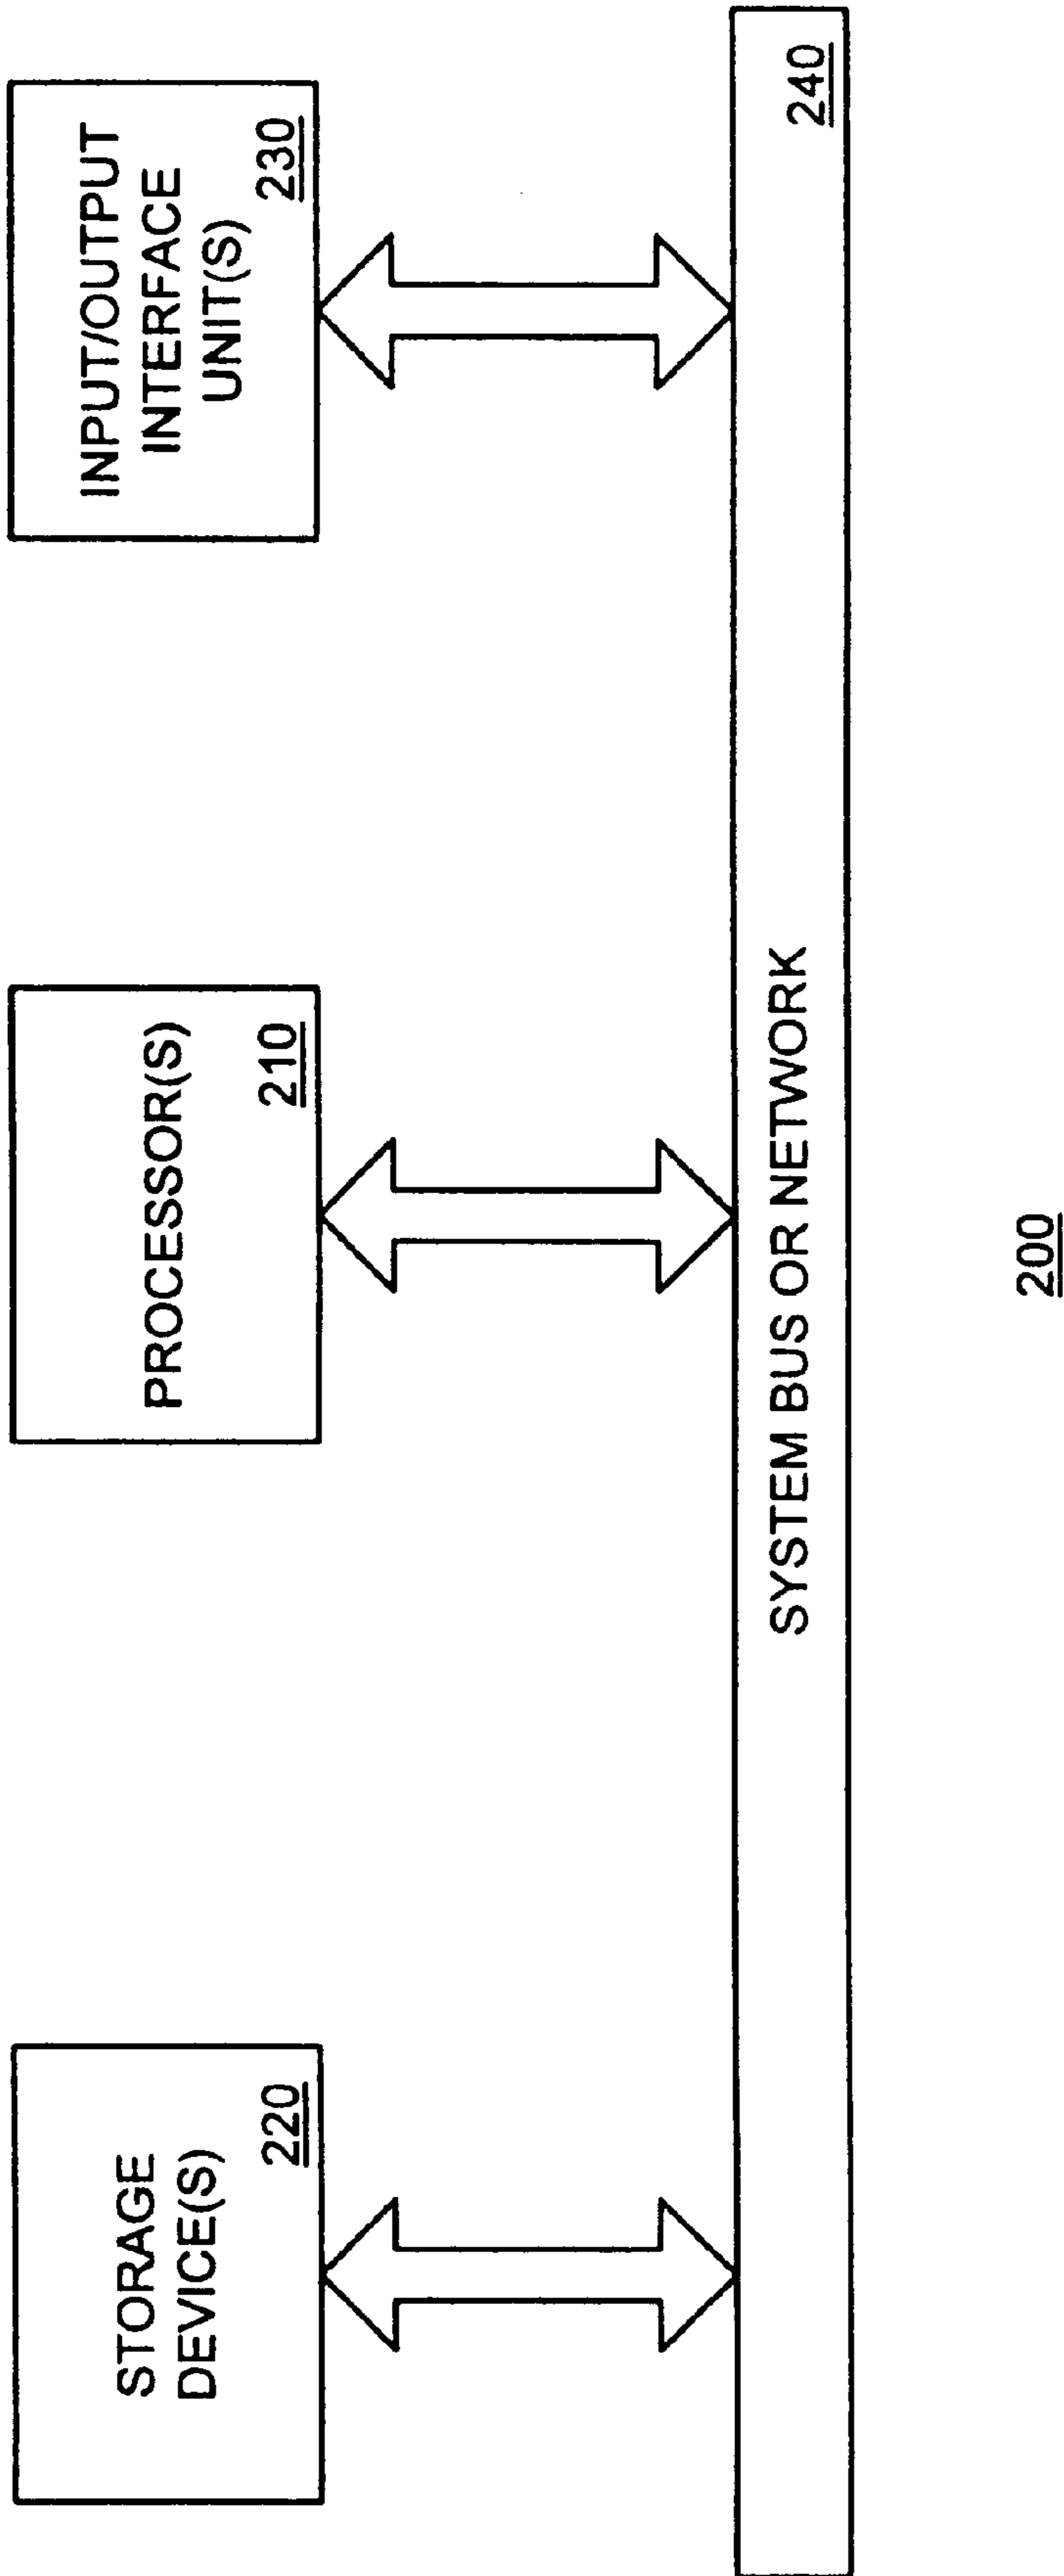 STORAGE
DEVICE(S)
220
PROCESSOR(S)
210
INPUT/OUTPUT
INTERFACE
UNIT(S)
230
SYSTEM BUS OR NETWORK
240
200